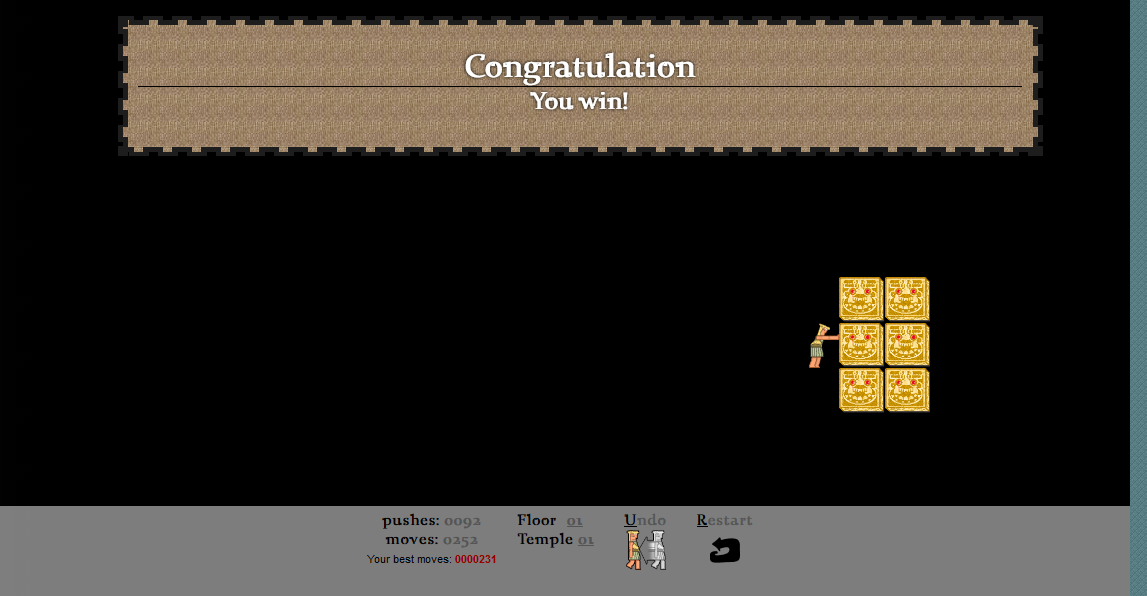 Congratulation
You win!
pushes: 0092
moves: 0252
Your best moves: 0000231
Floor 01
Temple 01
Undo
Restart